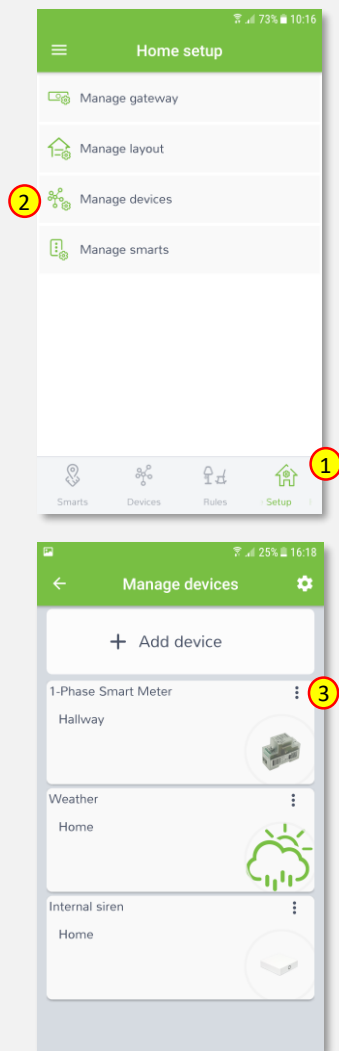 73% 10:16
Home setup
Manage gateway
Manage layout
2
Manage devices
Manage smarts
1
Smarts Devices Rules Setup
25% 16:18
Manage devices
+ Add device
1-Phase Smart Meter
3
Hallway
Weather
Home
Internal siren
Home